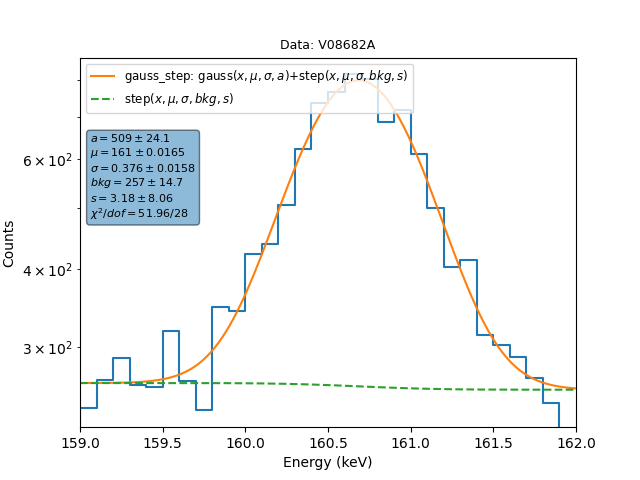 Data: V08682A
gauss_step: gauss(x, μ, σ, a)+step(x, μ, σ, bkg, s)
step(x, μ, σ, bkg, s)
a = 509 ± 24.1
μ = 161 ± 0.0165
σ = 0.376 ± 0.0158
bkg = 257 ± 14.7
s = 3.18 ± 8.06
χ²/dof = 51.96/28
6 × 10²
4 × 10²
3 × 10²
Counts
159.0 159.5 160.0 160.5 161.0 161.5 162.0
Energy (keV)